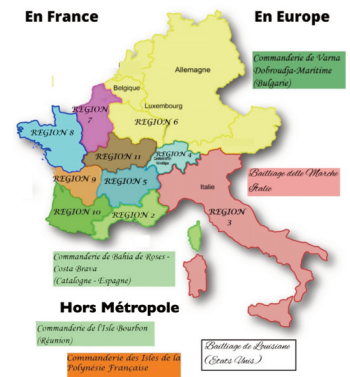 En France
En Europe
Commanderie de Varna
Dobroudja-Maritime
(Bulgarie)
Allemagne
Belgique
Luxembourg
REGION 6
REGION
7
REGION 8
REGION 11
REGION 4
REGION 9
REGION 5
REGION 10
REGION 2
Bailliage delle Marche
Italie
Italie
REGION
3
Commanderie de Bahia de Roses -
Costa Brava
(Catalogne - Espagne)
Hors Métropole
Commanderie de l'Isle Bourbon
(Réunion)
Commanderie des Isles de la
Polynésie Française
Bailliage de Louisiane
(Etats Unis.)